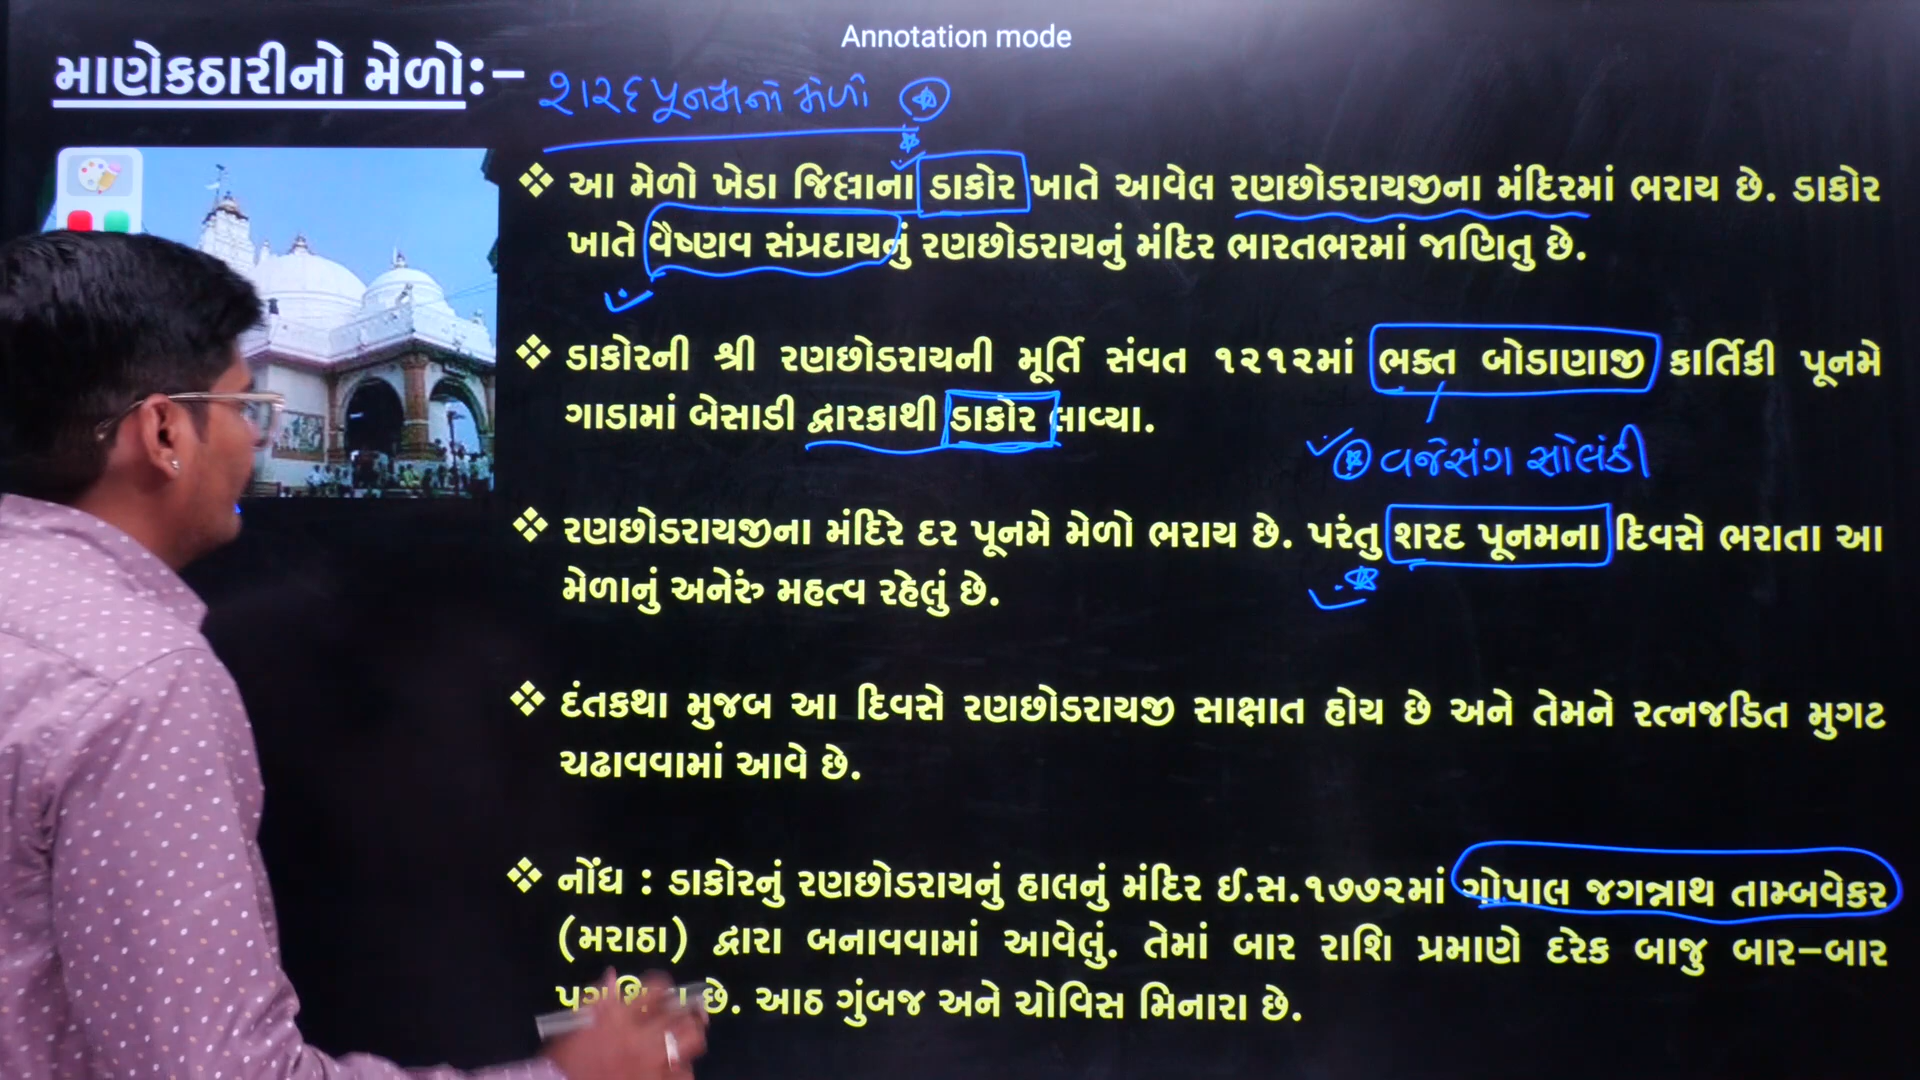 Annotation mode
માણેકઠારીનો મેળો:–
શરદપૂનમનો મેળો
❖ આ મેળો ખેડા જિલ્લાના ડાકોર ખાતે આવેલ રણછોડરાયજીના મંદિરમાં ભરાય છે. ડાકોર
ખાતે વૈષ્ણવ સંપ્રદાયનું રણછોડરાયનું મંદિર ભારતભરમાં જાણિતુ છે.
❖ ડાકોરની શ્રી રણછોડરાયની મૂર્તિ સંવત ૧૨૧૨માં ભક્ત બોડાણાજી કાર્તિકી પૂનમે
ગાડામાં બેસાડી દ્વારકાથી ડાકોર લાવ્યા.
વજેસંગ સોલંકી
❖ રણછોડરાયજીના મંદિરે દર પૂનમે મેળો ભરાય છે. પરંતુ શરદ પૂનમના દિવસે ભરાતા આ
મેળાનું અનેરું મહત્વ રહેલું છે.
❖ દંતકથા મુજબ આ દિવસે રણછોડરાયજી સાક્ષાત હોય છે અને તેમને રત્નજડિત મુગટ
ચઢાવવામાં આવે છે.
❖ નોંધ : ડાકોરનું રણછોડરાયનું હાલનું મંદિર ઈ.સ.૧૭૭૨માં ગોપાલ જગન્નાથ તામ્બવેકર
(મરાઠા) દ્વારા બનાવવામાં આવેલું. તેમાં બાર રાશિ પ્રમાણે દરેક બાજુ બાર–બાર
છે. આઠ ગુંબજ અને ચોવિસ મિનારા છે.